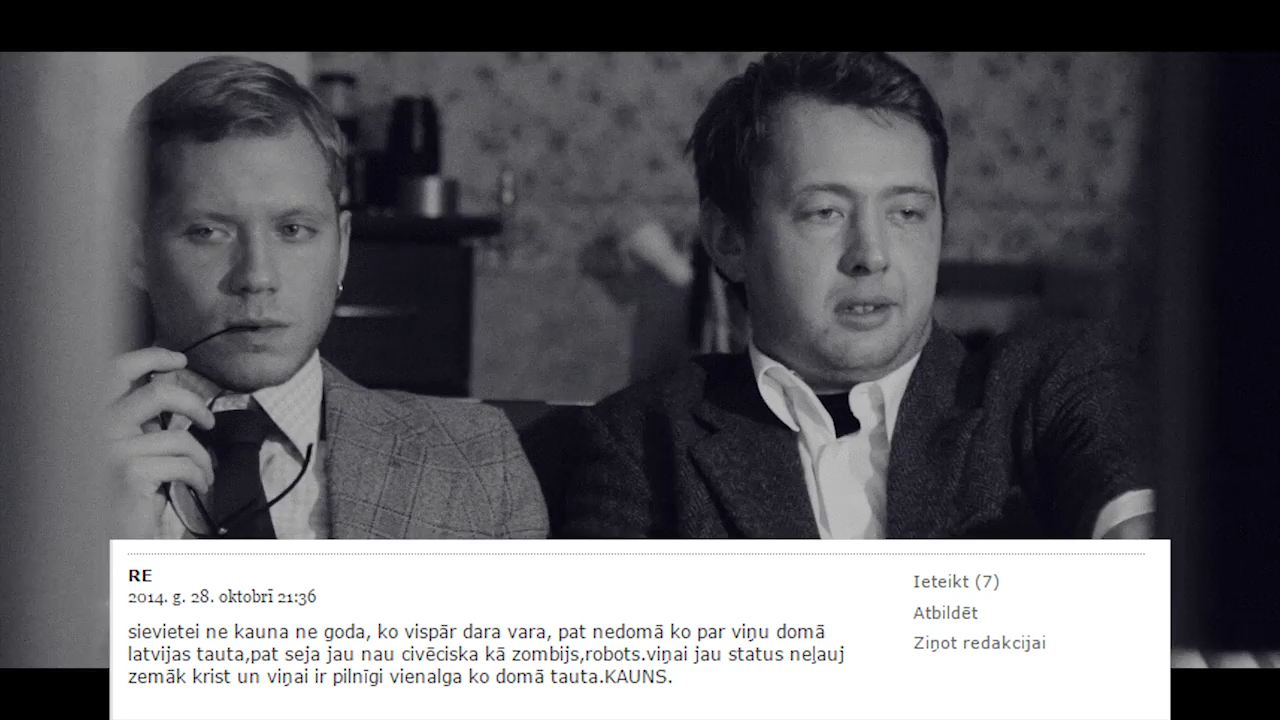 RE
2014. g. 28. oktobrī 21:36
sievietei ne kauna ne goda, ko vispār dara vara, pat nedomā ko par viņu domā
latvijas tauta,pat seja jau nau civēciska kā zombijs,robots.viņai jau status neļauj
zemāk krist un viņai ir pilnīgi vienalga ko domā tauta.KAUNS.
Ieteikt (7)
Atbildēt
Ziņot redakcijai